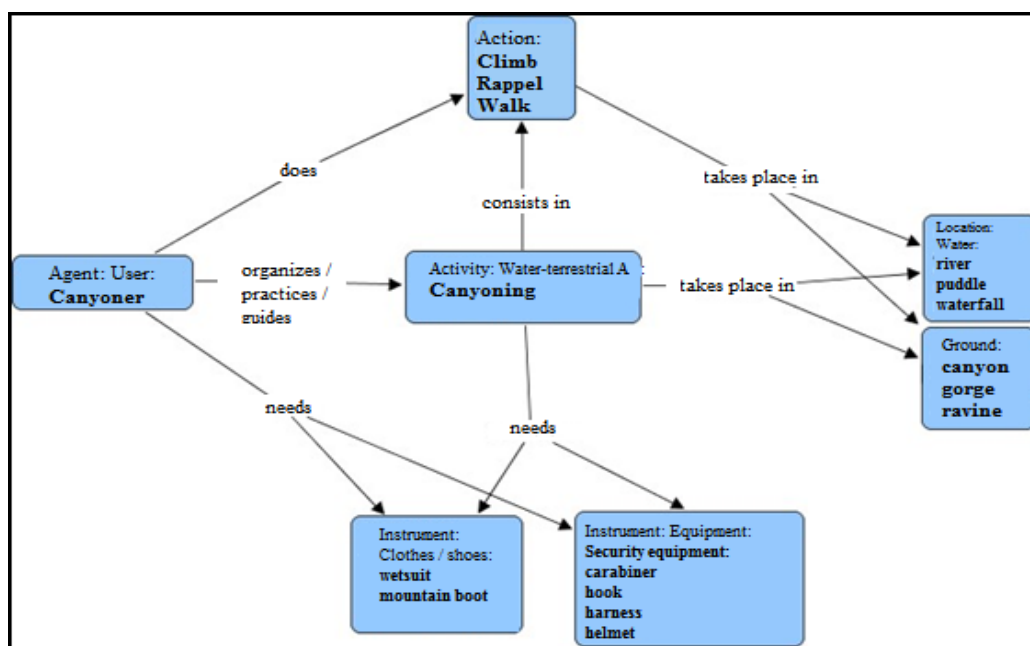 Action:
Climb
Rappel
Walk
does
takes place in
consists in
Agent: User:
Canyoner
organizes /
practices /
guides
Activity: Water-terrestrial A
Canyoning
takes place in
Location:
Water:
river
puddle
waterfall
Ground:
canyon
gorge
ravine
needs
needs
Instrument:
Clothes / shoes:
wetsuit
mountain boot
Instrument: Equipment:
Security equipment:
carabiner
hook
harness
helmet